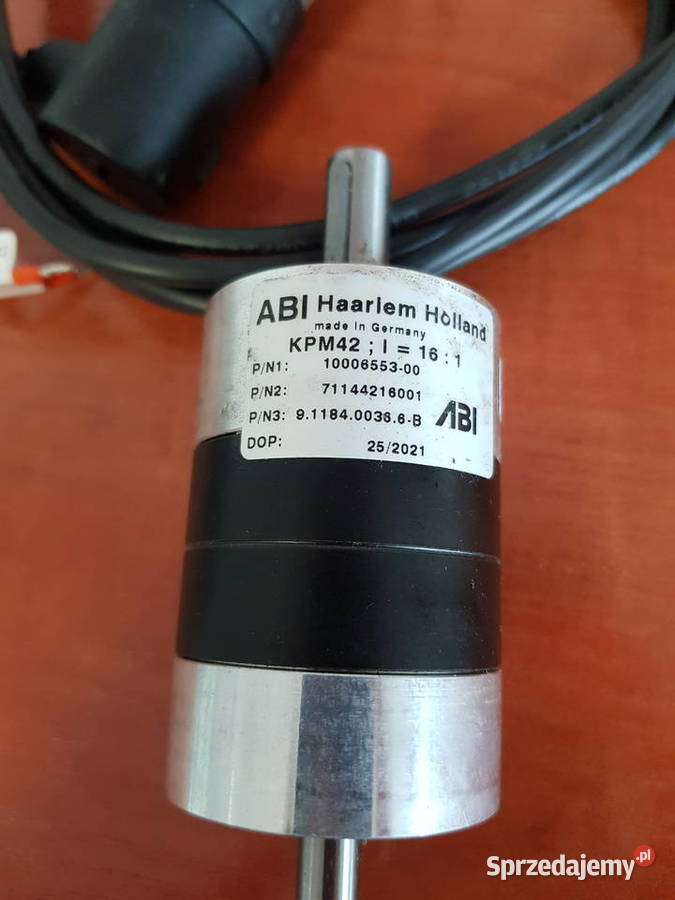 ABI Haarlem Holland
made in Germany
KPM42 ; I = 16 : 1
P/N1: 10006553-00
P/N2: 71144216001
P/N3: 9.1184.0036.6-B ABI
DOP: 25/2021
Sprzedajemy.pl